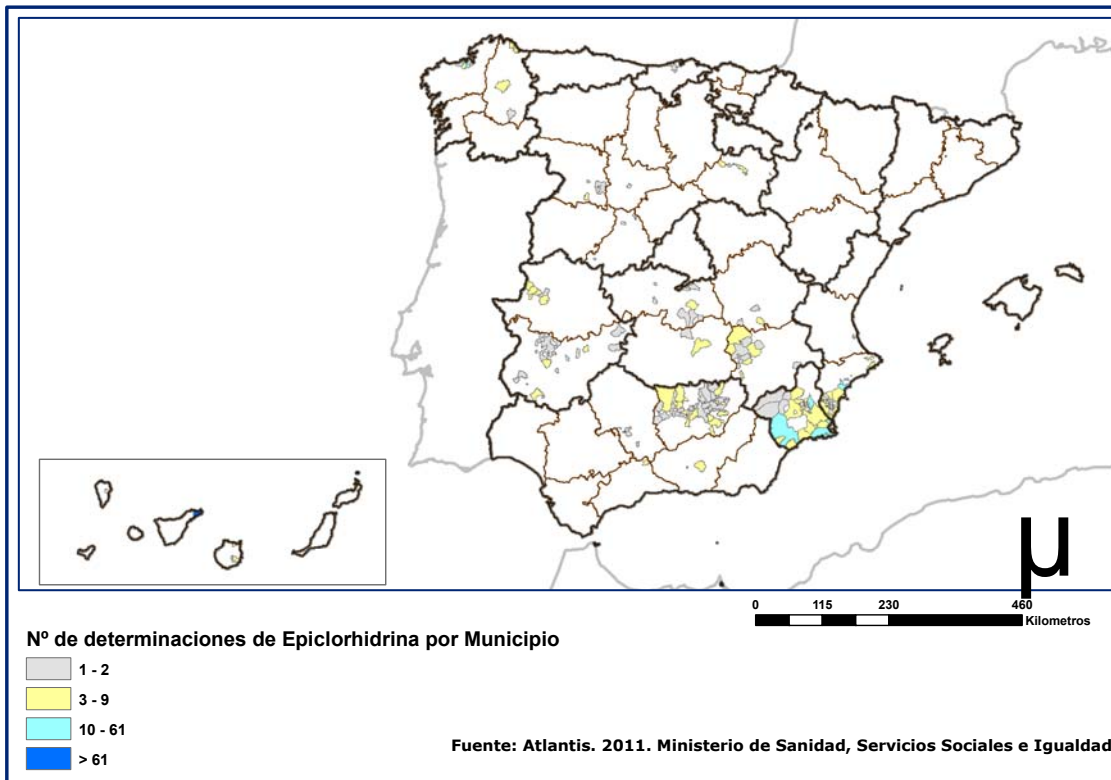 µ
0 115 230 460
Kilometros
Nº de determinaciones de Epiclorhidrina por Municipio
1 - 2
3 - 9
10 - 61
> 61
Fuente: Atlantis. 2011. Ministerio de Sanidad, Servicios Sociales e Igualdad